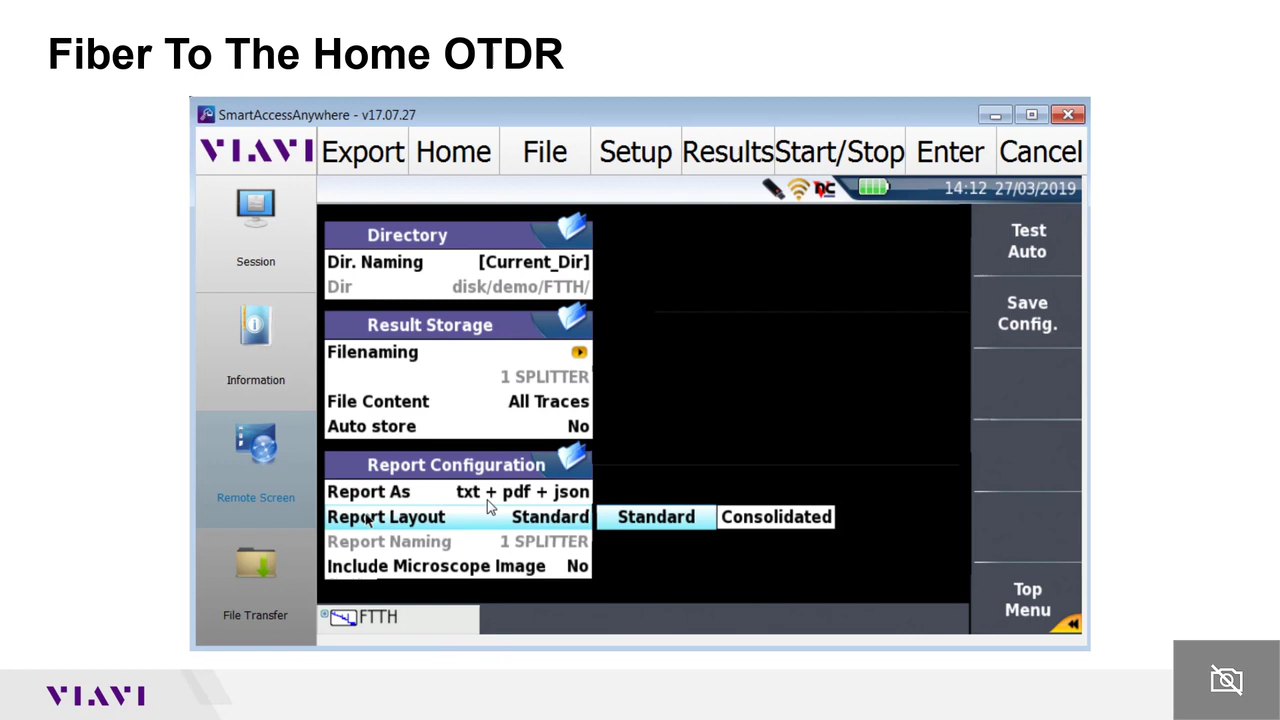 Fiber To The Home OTDR
SmartAccessAnywhere - v17.07.27
VIAVI Export Home File Setup Results Start/Stop Enter Cancel
14:12 27/03/2019
Session
Information
Remote Screen
File Transfer
Directory
Dir. Naming [Current_Dir]
Dir disk/demo/FTTH/
Result Storage
Filenaming
1 SPLITTER
File Content All Traces
Auto store No
Report Configuration
Report As txt + pdf + json
Report Layout Standard Standard Consolidated
Report Naming 1 SPLITTER
Include Microscope Image No
FTTH
Test
Auto
Save
Config.
Top
Menu
VIAVI